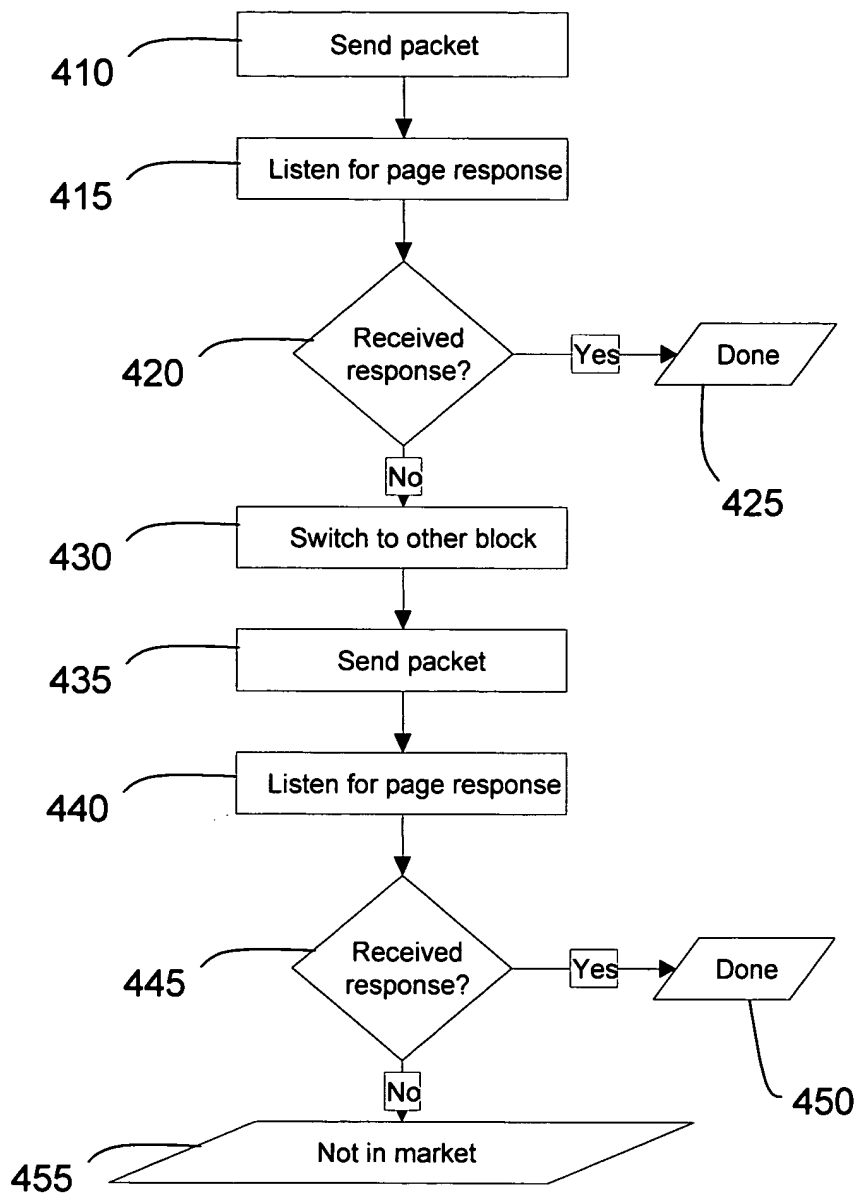 Send packet
410
Listen for page response
415
Received
response?
420
Yes
Done
425
No
Switch to other block
430
Send packet
435
Listen for page response
440
Received
response?
445
Yes
Done
450
No
Not in market
455